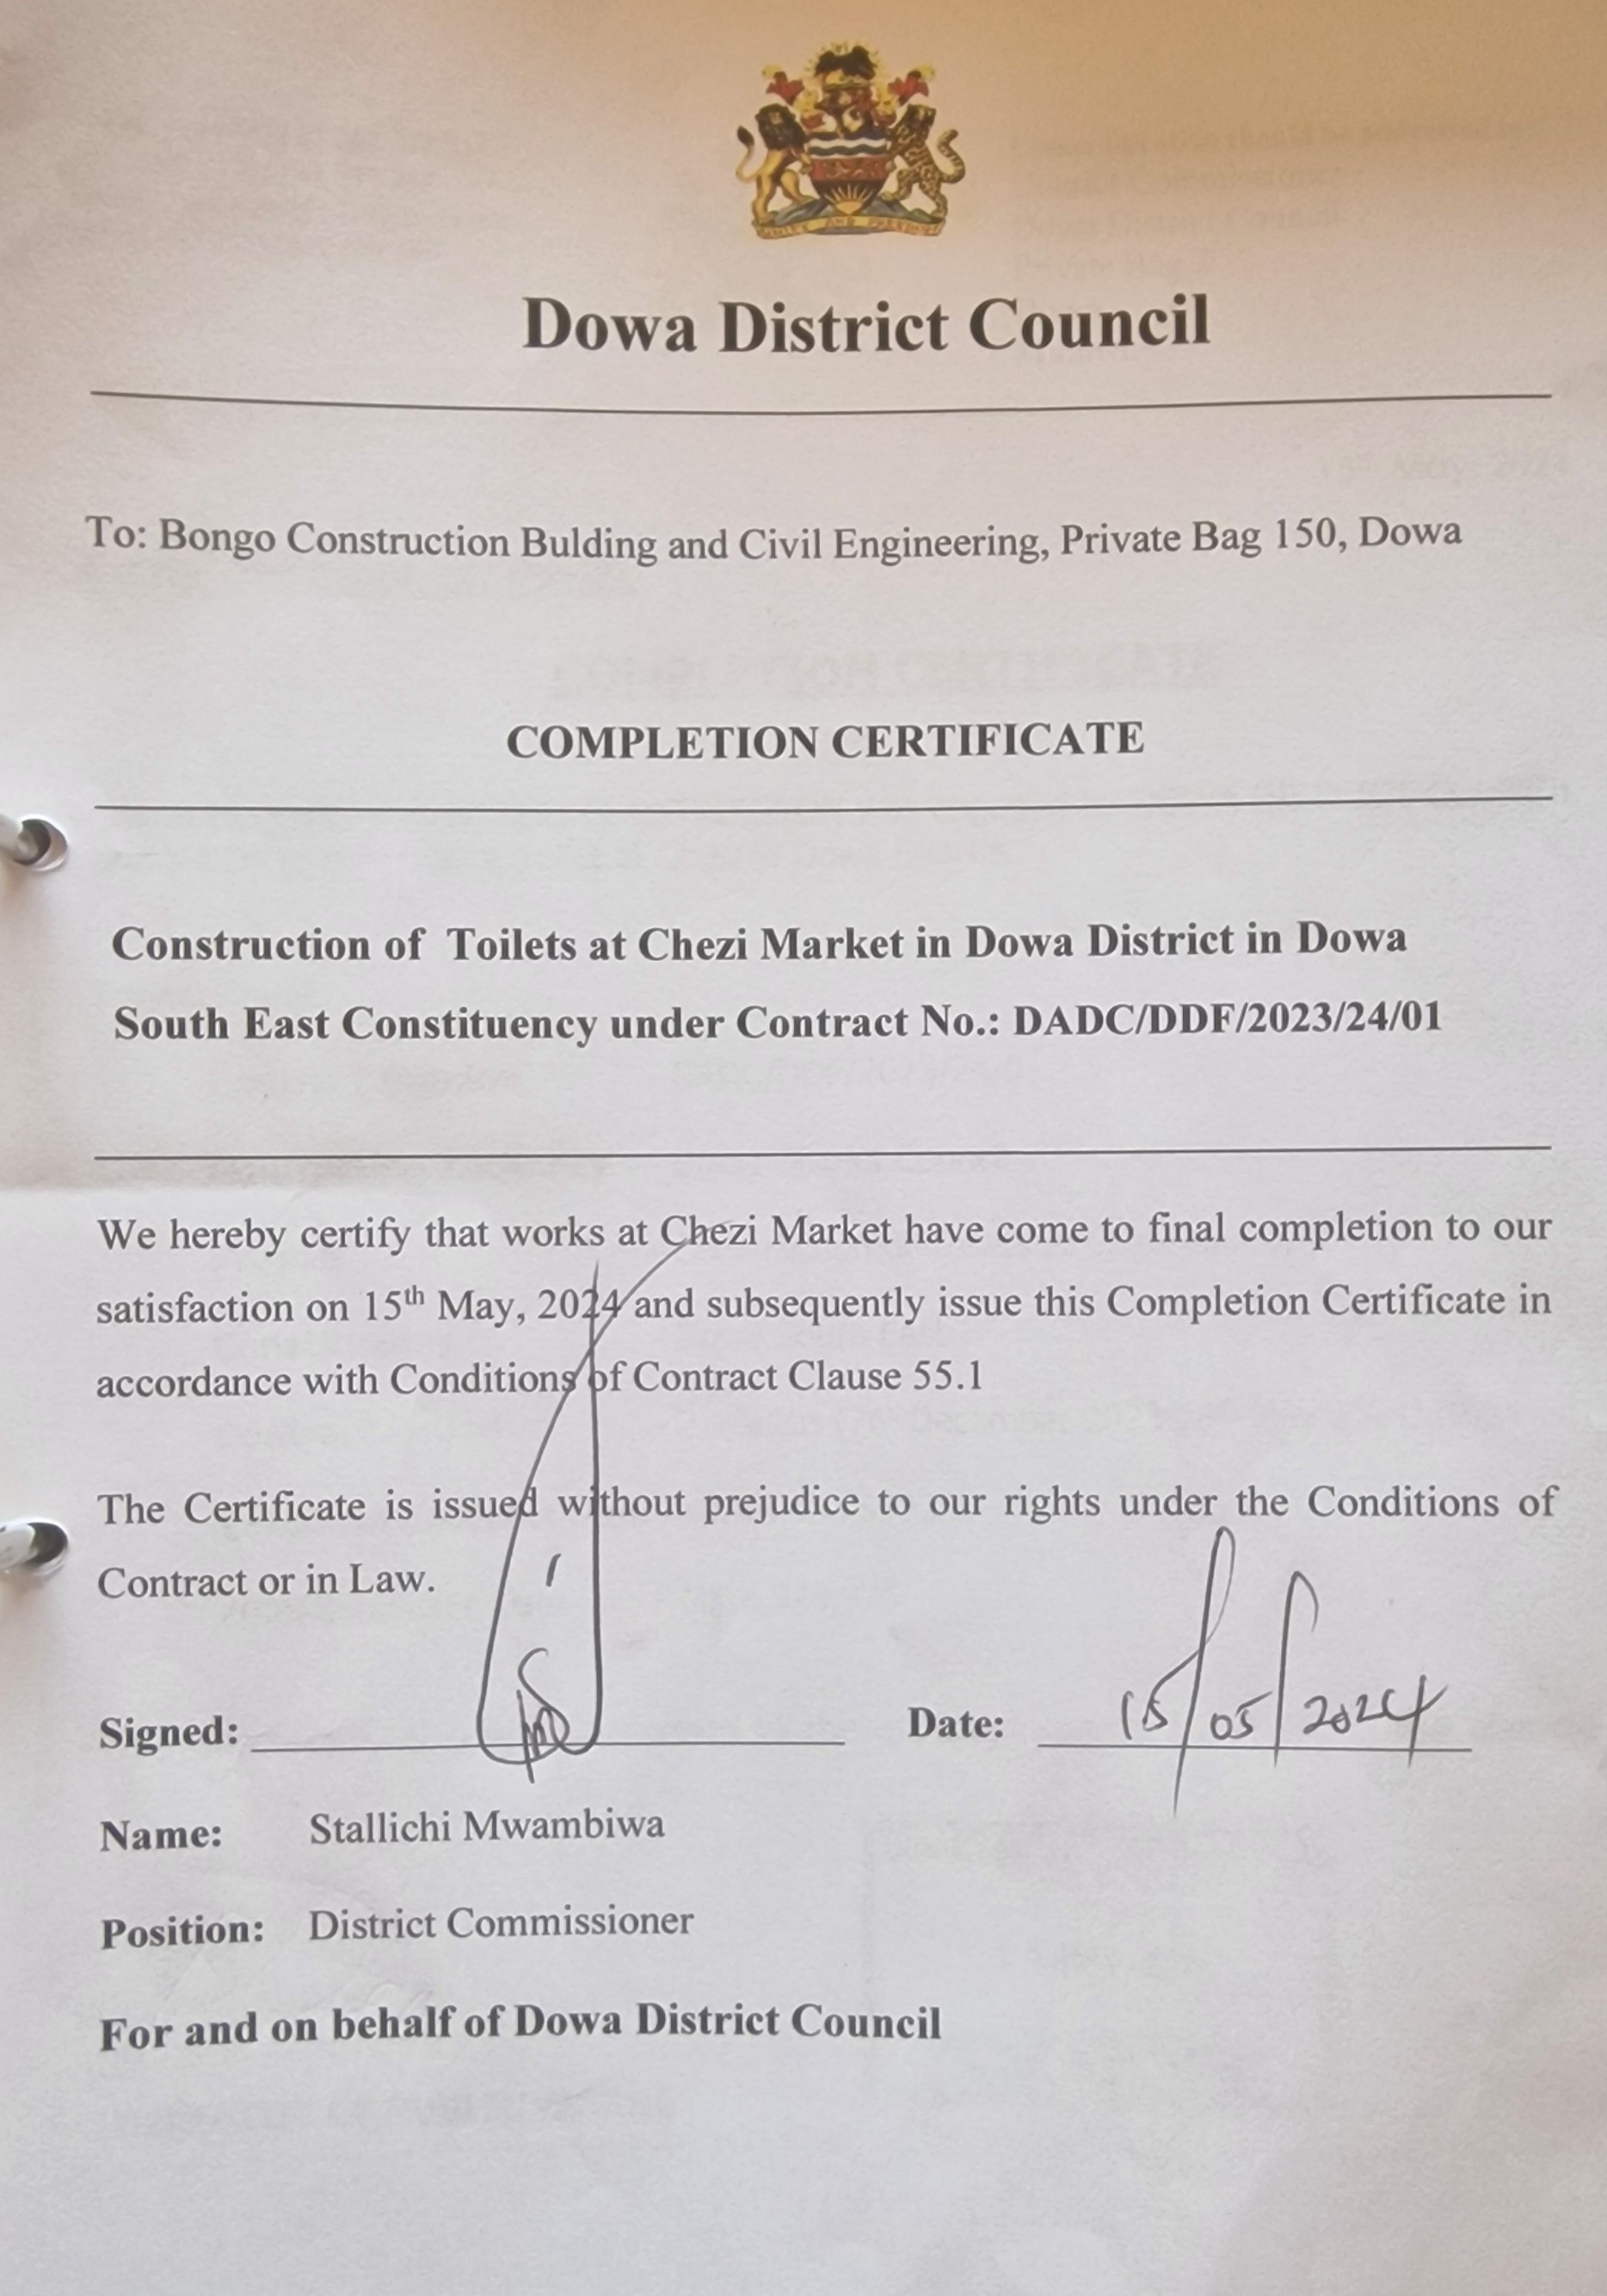 Dowa District Council
To: Bongo Construction Bulding and Civil Engineering, Private Bag 150, Dowa
COMPLETION CERTIFICATE
Construction of Toilets at Chezi Market in Dowa District in Dowa
South East Constituency under Contract No.: DADC/DDF/2023/24/01
We hereby certify that works at Chezi Market have come to final completion to our
satisfaction on 15th May, 2024 and subsequently issue this Completion Certificate in
accordance with Conditions of Contract Clause 55.1
The Certificate is issued without prejudice to our rights under the Conditions of
Contract or in Law.
Signed: Date: 15/05/2024
Name: Stallichi Mwambiwa
Position: District Commissioner
For and on behalf of Dowa District Council